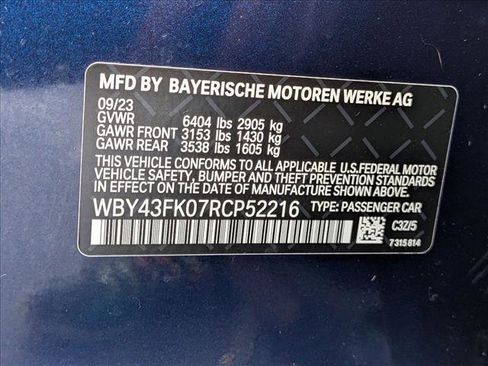 MFD BY BAYERISCHE MOTOREN WERKE AG
09/23
GVWR 6404 lbs 2905 kg
GAWR FRONT 3153 lbs 1430 kg
GAWR REAR 3538 lbs 1605 kg
THIS VEHICLE CONFORMS TO ALL APPLICABLE U.S. FEDERAL MOTOR
VEHICLE SAFETY, BUMPER, AND THEFT PREVENTION STANDARDS IN
EFFECT ON THE DATE OF MANUFACTURE SHOWN ABOVE.
WBY43FK07RCP52216 TYPE: PASSENGER CAR
C3Z/5
7315814